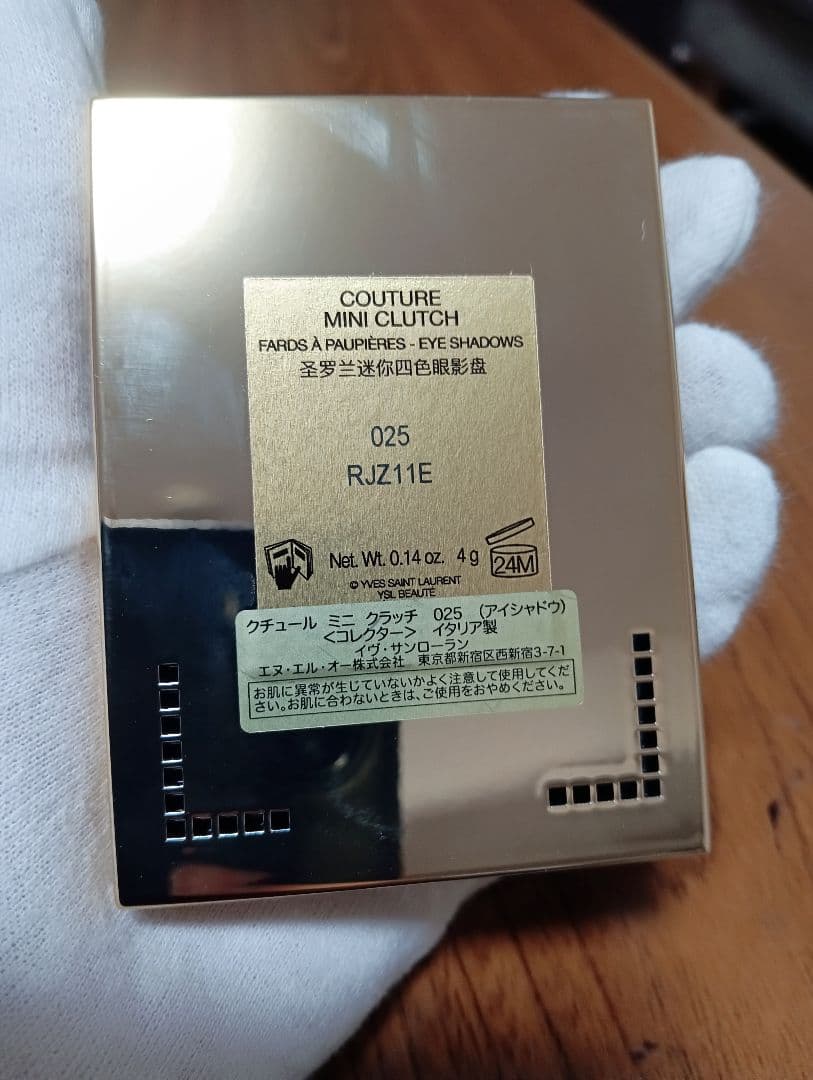 COUTURE
MINI CLUTCH
FARDS À PAUPIÈRES - EYE SHADOWS
圣罗兰迷你四色眼影盘
025
RJZ11E
Net. Wt. 0.14 oz. 4 g
24M
© YVES SAINT LAURENT
YSL BEAUTÉ
クチュール ミニ クラッチ 025 (アイシャドウ)
<コレクター> イタリア製
イヴ・サンローラン
エヌ・エル・オー株式会社 東京都新宿区西新宿3-7-1
お肌に異常が生じていないかよく注意して使用してくだ
さい。お肌に合わないときは、ご使用をおやめください。